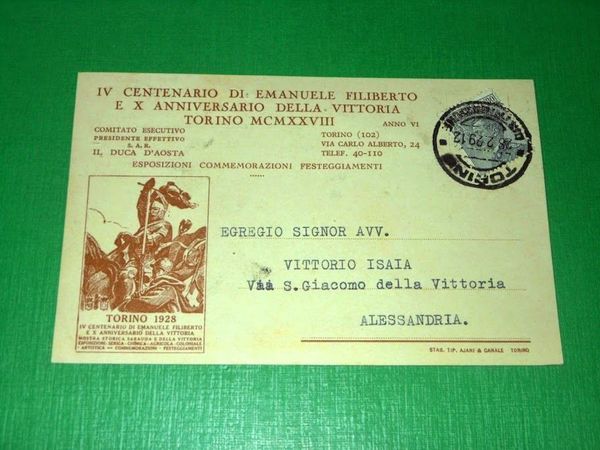 IV CENTENARIO DI EMANUELE FILIBERTO
E X ANNIVERSARIO DELLA VITTORIA
TORINO MCMXXVIII
ANNO VI
COMITATO ESECUTIVO
PRESIDENTE EFFETTIVO
S. A. R.
IL DUCA D'AOSTA
TORINO (102)
VIA CARLO ALBERTO, 24
TELEF. 40-110
ESPOSIZIONI COMMEMORAZIONI FESTEGGIAMENTI
TORINO
EGREGIO SIGNOR AVV.
VITTORIO ISAIA
Via S.Giacomo della Vittoria
ALESSANDRIA.
TORINO 1928
IV CENTENARIO DI EMANUELE FILIBERTO
E X ANNIVERSARIO DELLA VITTORIA
MOSTRA STORICA SABAUDA E DELLA VITTORIA
ESPOSIZIONI: SERICA - CHIMICA - AGRICOLA - COLONIALE
- ARTISTICA — COMMEMORAZIONI - FESTEGGIAMENTI
STAB. TIP. AJANI & CANALE TORINO